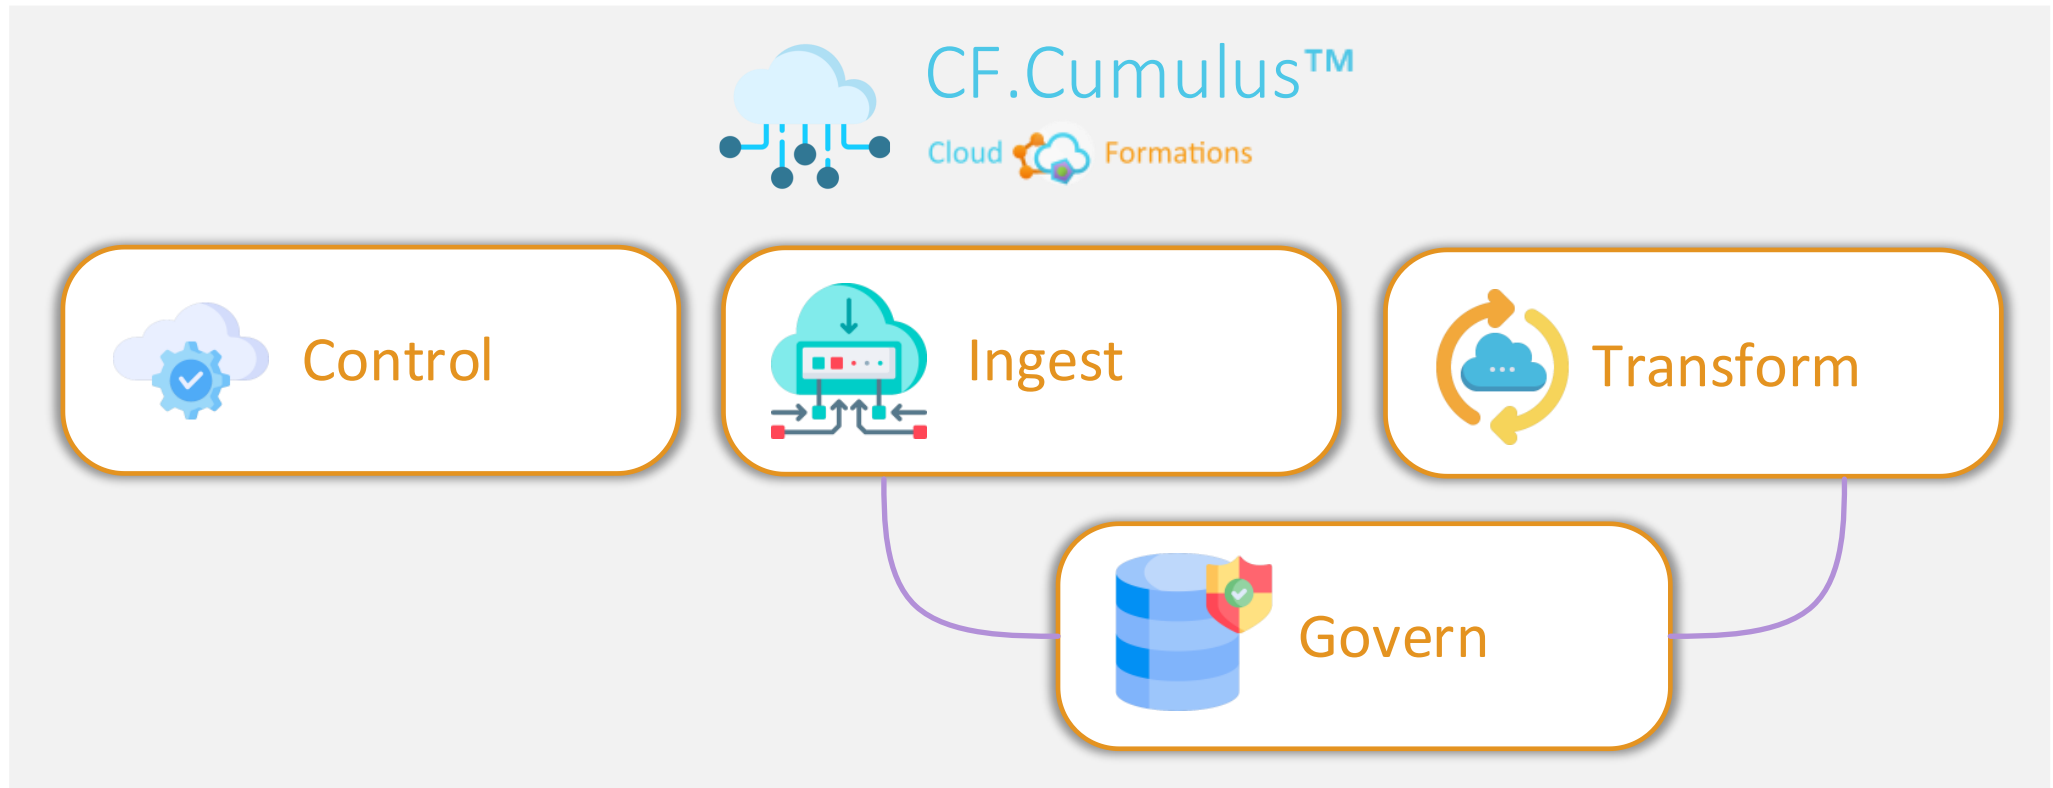 CF.Cumulus™
Cloud Formations
Control
Ingest
Transform
Govern